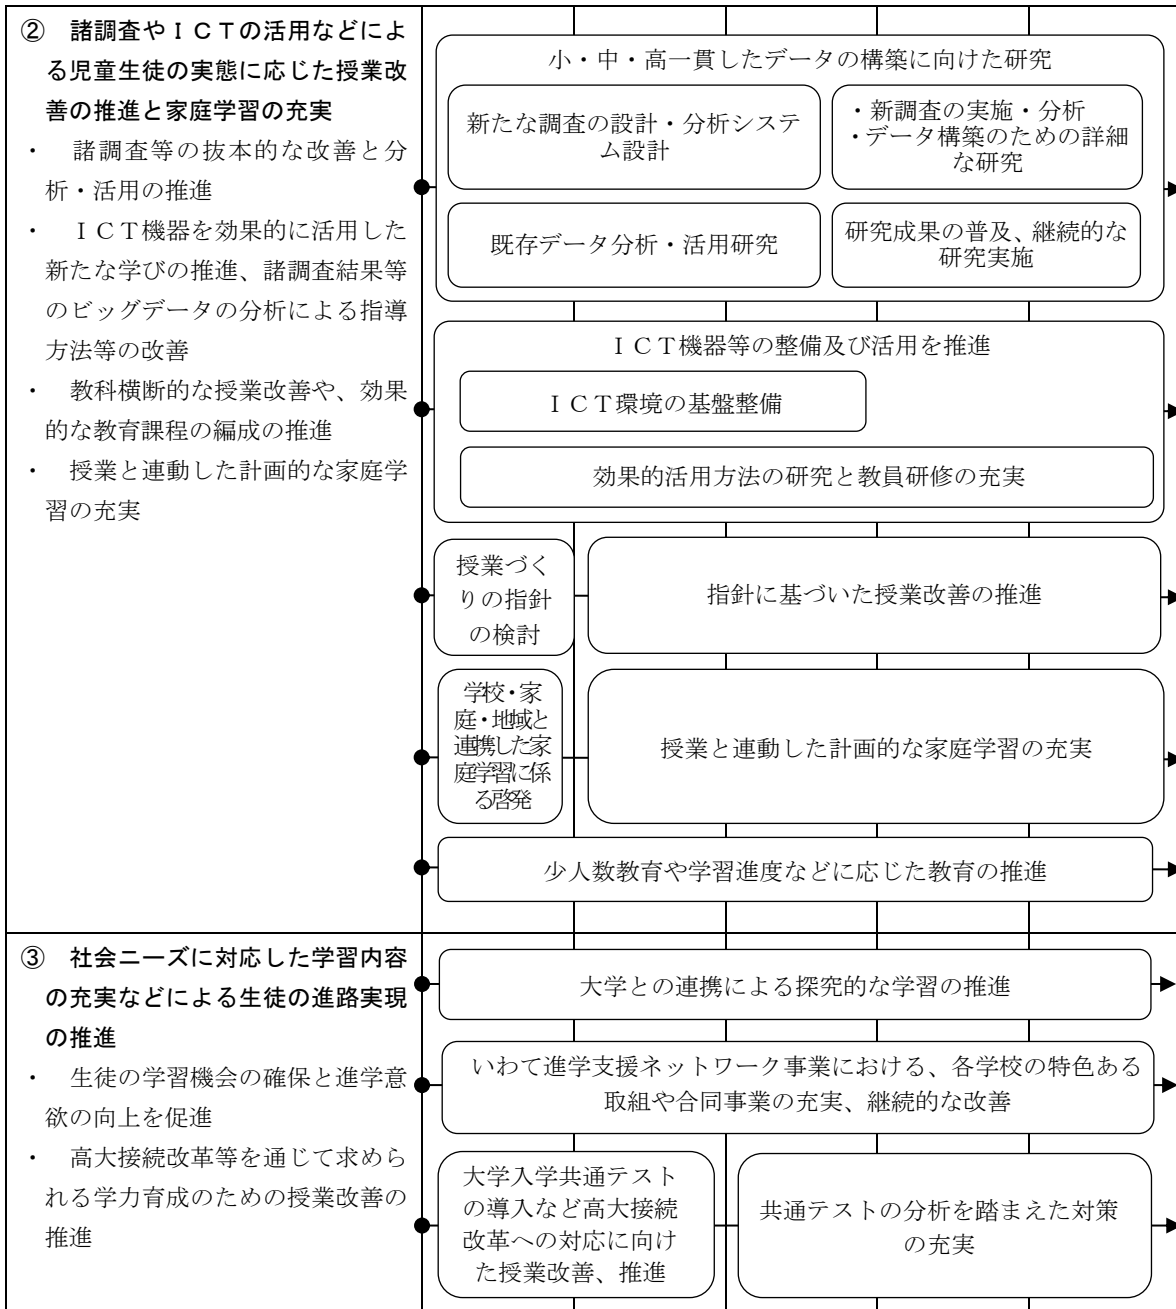 ② 諸調査やＩＣＴの活用などによ
る児童生徒の実態に応じた授業改
善の推進と家庭学習の充実
・ 諸調査等の抜本的な改善と分
析・活用の推進
・ ＩＣＴ機器を効果的に活用した
新たな学びの推進、諸調査結果等
のビッグデータの分析による指導
方法等の改善
・ 教科横断的な授業改善や、効果
的な教育課程の編成の推進
・ 授業と連動した計画的な家庭学
習の充実
小・中・高一貫したデータの構築に向けた研究
新たな調査の設計・分析システ
ム設計
・新調査の実施・分析
・データ構築のための詳細
な研究
既存データ分析・活用研究
研究成果の普及、継続的な
研究実施
ＩＣＴ機器等の整備及び活用を推進
ＩＣＴ環境の基盤整備
効果的活用方法の研究と教員研修の充実
授業づく
りの指針
の検討
指針に基づいた授業改善の推進
学校・家
庭・地域と
連携した家
庭学習に係
る啓発
授業と連動した計画的な家庭学習の充実
少人数教育や学習進度などに応じた教育の推進
③ 社会ニーズに対応した学習内容
の充実などによる生徒の進路実現
の推進
・ 生徒の学習機会の確保と進学意
欲の向上を促進
・ 高大接続改革等を通じて求めら
れる学力育成のための授業改善の
推進
大学との連携による探究的な学習の推進
いわて進学支援ネットワーク事業における、各学校の特色ある
取組や合同事業の充実、継続的な改善
大学入学共通テスト
の導入など高大接続
改革への対応に向け
た授業改善、推進
共通テストの分析を踏まえた対策
の充実